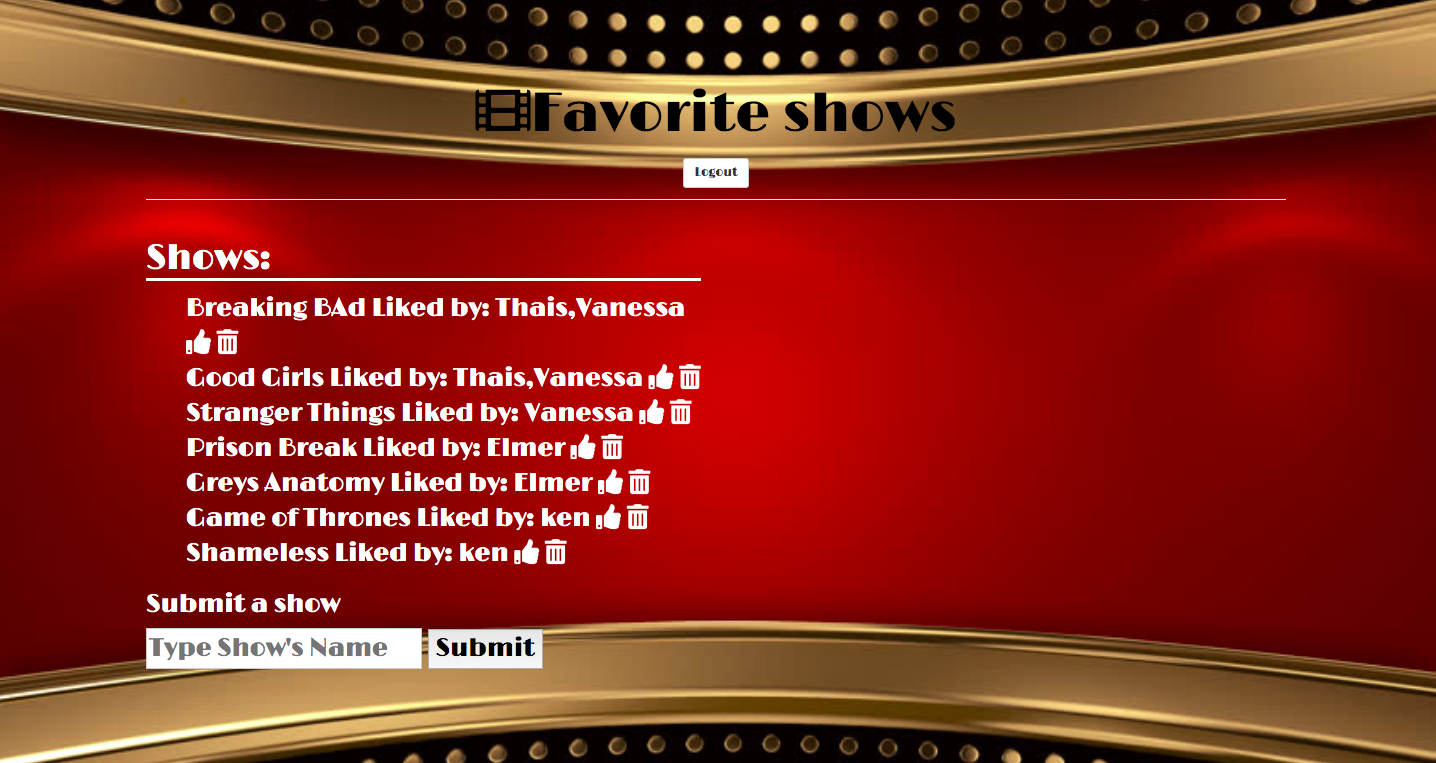 Favorite shows
Logout
Shows:
Breaking BAd Liked by: Thais,Vanessa
Good Girls Liked by: Thais,Vanessa
Stranger Things Liked by: Vanessa
Prison Break Liked by: Elmer
Greys Anatomy Liked by: Elmer
Game of Thrones Liked by: ken
Shameless Liked by: ken
Submit a show
Type Show's Name Submit